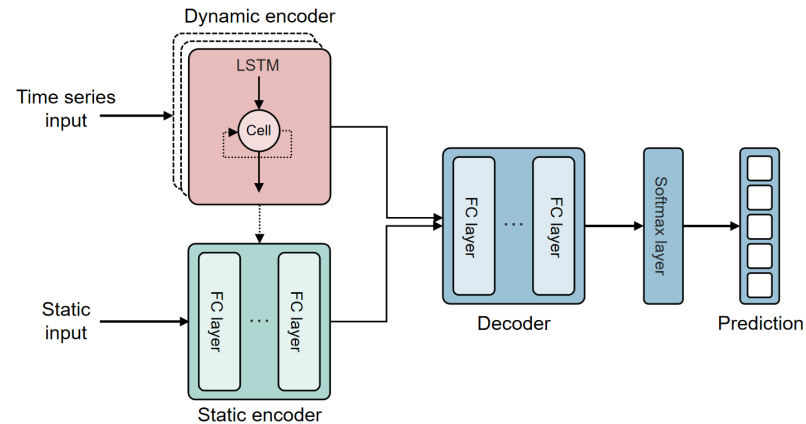 Dynamic encoder
LSTM
Cell
Time series
input
FC layer
...
FC layer
Static
input
Static encoder
FC layer
...
FC layer
Decoder
Softmax layer
Prediction